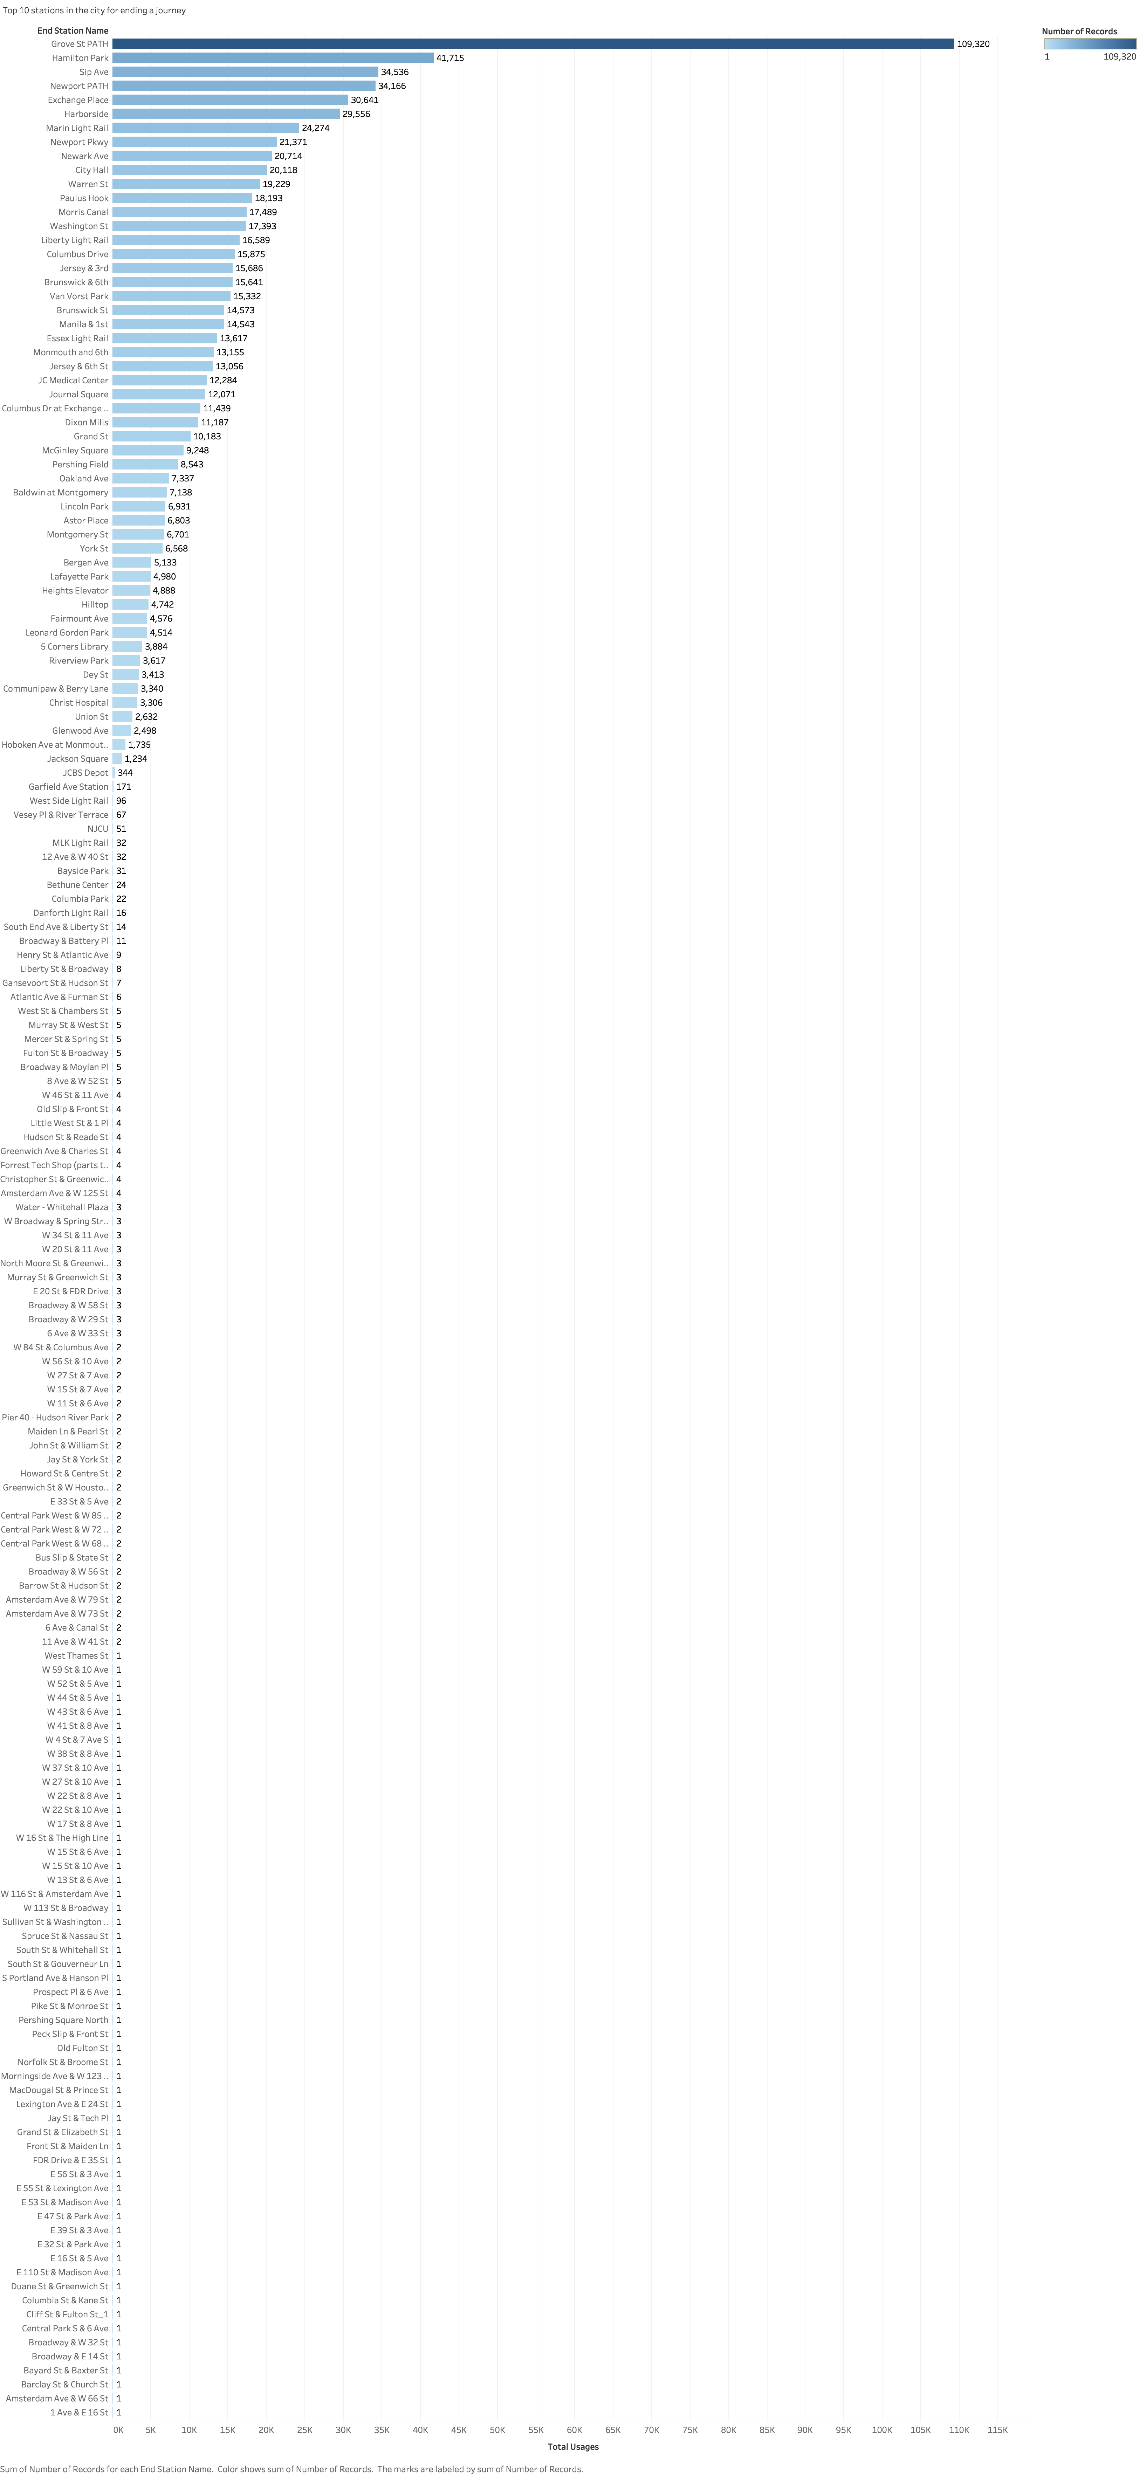 Top 10 stations in the city for ending a journey
End Station Name
Number of Records
1 109,320
Grove St PATH 109,320
Hamilton Park 41,715
Sip Ave 34,536
Newport PATH 34,166
Exchange Place 30,641
Harborside 29,556
Marin Light Rail 24,274
Newport Pkwy 21,371
Newark Ave 20,714
City Hall 20,118
Warren St 19,229
Paulus Hook 18,193
Morris Canal 17,489
Washington St 17,393
Liberty Light Rail 16,589
Columbus Drive 15,875
Jersey & 3rd 15,686
Brunswick & 6th 15,641
Van Vorst Park 15,332
Brunswick St 14,573
Manila & 1st 14,543
Essex Light Rail 13,617
Monmouth and 6th 13,155
Jersey & 6th St 13,056
JC Medical Center 12,284
Journal Square 12,071
Columbus Dr at Exchange .. 11,439
Dixon Mills 11,187
Grand St 10,183
McGinley Square 9,248
Pershing Field 8,543
Oakland Ave 7,337
Baldwin at Montgomery 7,138
Lincoln Park 6,931
Astor Place 6,803
Montgomery St 6,701
York St 6,568
Bergen Ave 5,133
Lafayette Park 4,980
Heights Elevator 4,888
Hilltop 4,742
Fairmount Ave 4,576
Leonard Gordon Park 4,514
5 Corners Library 3,884
Riverview Park 3,617
Dey St 3,413
Communipaw & Berry Lane 3,340
Christ Hospital 3,306
Union St 2,632
Glenwood Ave 2,498
Hoboken Ave at Monmout.. 1,735
Jackson Square 1,234
JCBS Depot 344
Garfield Ave Station 171
West Side Light Rail 96
Vesey Pl & River Terrace 67
NJCU 51
MLK Light Rail 32
12 Ave & W 40 St 32
Bayside Park 31
Bethune Center 24
Columbia Park 22
Danforth Light Rail 16
South End Ave & Liberty St 14
Broadway & Battery Pl 11
Henry St & Atlantic Ave 9
Liberty St & Broadway 8
Gansevoort St & Hudson St 7
Atlantic Ave & Furman St 6
West St & Chambers St 5
Murray St & West St 5
Mercer St & Spring St 5
Fulton St & Broadway 5
Broadway & Moylan Pl 5
8 Ave & W 52 St 5
W 46 St & 11 Ave 4
Old Slip & Front St 4
Little West St & 1 Pl 4
Hudson St & Reade St 4
Greenwich Ave & Charles St 4
Forrest Tech Shop (parts t.. 4
Christopher St & Greenwic.. 4
Amsterdam Ave & W 125 St 4
Water - Whitehall Plaza 3
W Broadway & Spring Str.. 3
W 34 St & 11 Ave 3
W 20 St & 11 Ave 3
North Moore St & Greenwi.. 3
Murray St & Greenwich St 3
E 20 St & FDR Drive 3
Broadway & W 58 St 3
Broadway & W 29 St 3
6 Ave & W 33 St 3
W 84 St & Columbus Ave 2
W 56 St & 10 Ave 2
W 27 St & 7 Ave 2
W 15 St & 7 Ave 2
W 11 St & 6 Ave 2
Pier 40 - Hudson River Park 2
Maiden Ln & Pearl St 2
John St & William St 2
Jay St & York St 2
Howard St & Centre St 2
Greenwich St & W Housto.. 2
E 33 St & 5 Ave 2
Central Park West & W 85 .. 2
Central Park West & W 72 .. 2
Central Park West & W 68 .. 2
Bus Slip & State St 2
Broadway & W 56 St 2
Barrow St & Hudson St 2
Amsterdam Ave & W 79 St 2
Amsterdam Ave & W 73 St 2
6 Ave & Canal St 2
11 Ave & W 41 St 2
West Thames St 1
W 59 St & 10 Ave 1
W 52 St & 5 Ave 1
W 44 St & 5 Ave 1
W 43 St & 6 Ave 1
W 41 St & 8 Ave 1
W 4 St & 7 Ave S 1
W 38 St & 8 Ave 1
W 37 St & 10 Ave 1
W 27 St & 10 Ave 1
W 22 St & 8 Ave 1
W 22 St & 10 Ave 1
W 17 St & 8 Ave 1
W 16 St & The High Line 1
W 15 St & 6 Ave 1
W 15 St & 10 Ave 1
W 13 St & 6 Ave 1
W 116 St & Amsterdam Ave 1
W 113 St & Broadway 1
Sullivan St & Washington .. 1
Spruce St & Nassau St 1
South St & Whitehall St 1
South St & Gouverneur Ln 1
S Portland Ave & Hanson Pl 1
Prospect Pl & 6 Ave 1
Pike St & Monroe St 1
Pershing Square North 1
Peck Slip & Front St 1
Old Fulton St 1
Norfolk St & Broome St 1
Morningside Ave & W 123 .. 1
MacDougal St & Prince St 1
Lexington Ave & E 24 St 1
Jay St & Tech Pl 1
Grand St & Elizabeth St 1
Front St & Maiden Ln 1
FDR Drive & E 35 St 1
E 56 St & 3 Ave 1
E 55 St & Lexington Ave 1
E 53 St & Madison Ave 1
E 47 St & Park Ave 1
E 39 St & 3 Ave 1
E 32 St & Park Ave 1
E 16 St & 5 Ave 1
E 110 St & Madison Ave 1
Duane St & Greenwich St 1
Columbia St & Kane St 1
Cliff St & Fulton St_1 1
Central Park S & 6 Ave 1
Broadway & W 32 St 1
Broadway & E 14 St 1
Bayard St & Baxter St 1
Barclay St & Church St 1
Amsterdam Ave & W 66 St 1
1 Ave & E 16 St 1
0K 5K 10K 15K 20K 25K 30K 35K 40K 45K 50K 55K 60K 65K 70K 75K 80K 85K 90K 95K 100K 105K 110K 115K
Total Usages
Sum of Number of Records for each End Station Name. Color shows sum of Number of Records. The marks are labeled by sum of Number of Records.